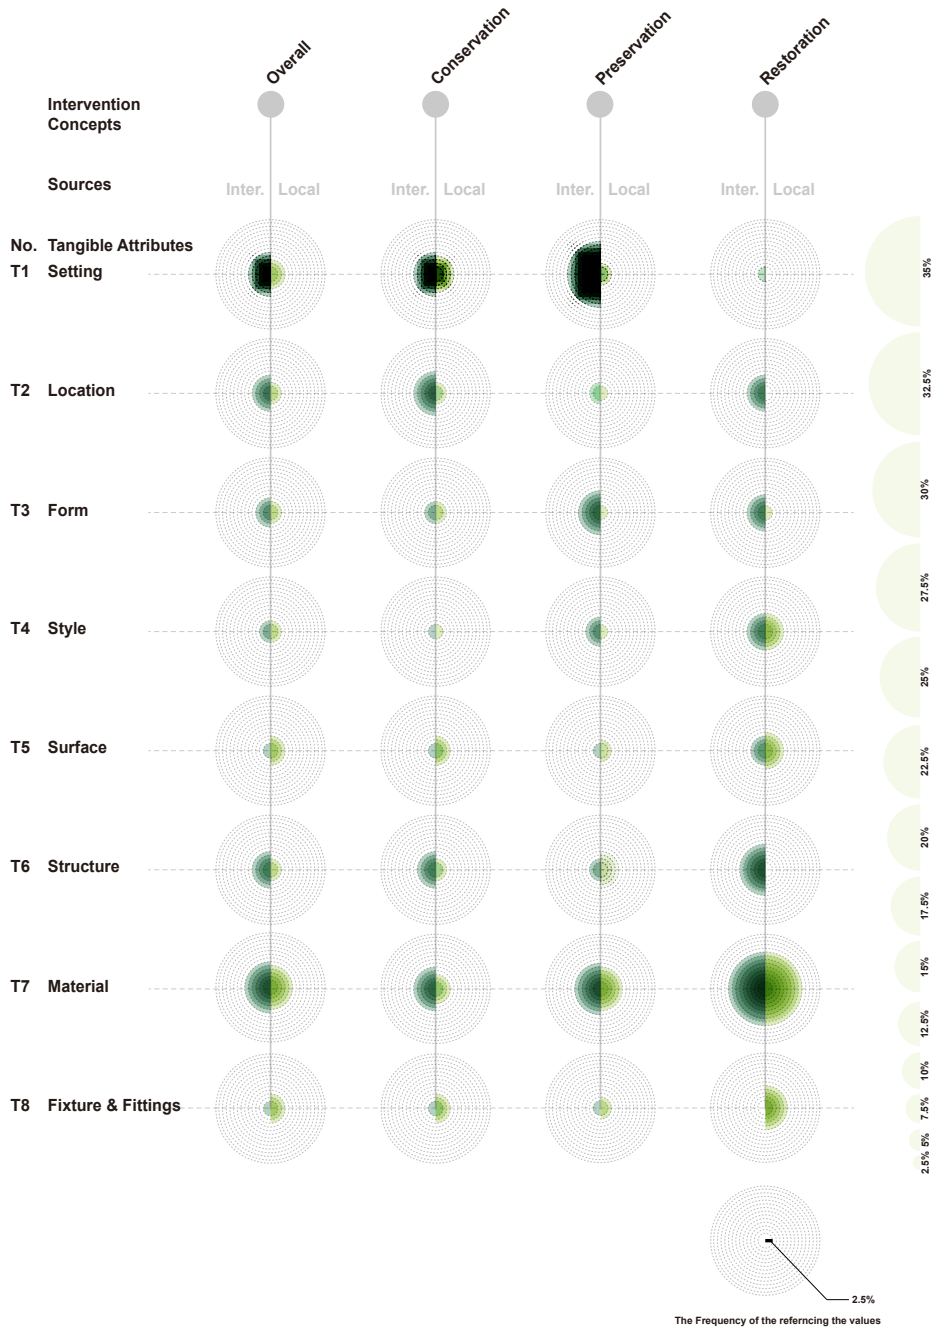 Overall
Conservation
Preservation
Restoration
Intervention
Concepts
Sources
Inter. Local
Inter. Local
Inter. Local
Inter. Local
No. Tangible Attributes
T1 Setting
T2 Location
T3 Form
T4 Style
T5 Surface
T6 Structure
T7 Material
T8 Fixture & Fittings
35%
32.5%
30%
27.5%
25%
22.5%
20%
17.5%
15%
12.5%
10%
7.5%
5%
2.5%
2.5%
The Frequency of the referncing the values